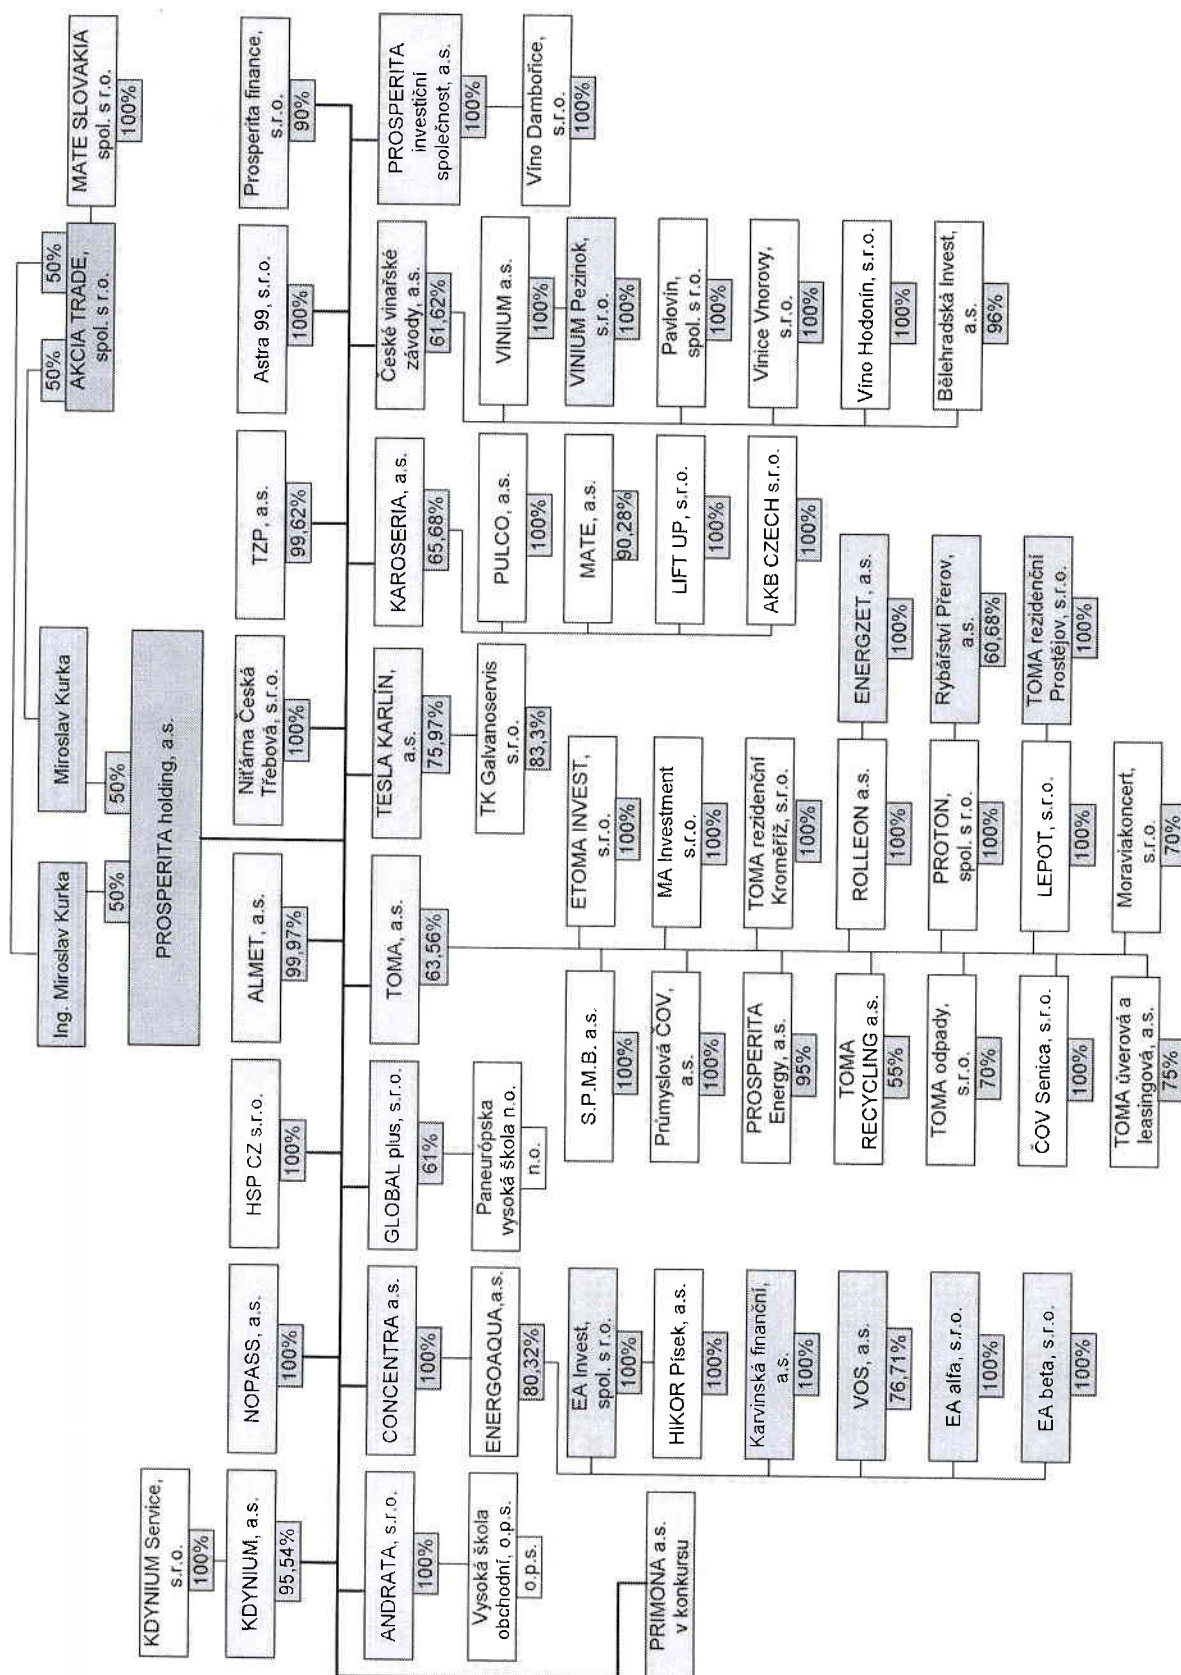 Ing. Miroslav Kurka
Miroslav Kurka
50%
50%
PROSPERITA holding, a.s.
50%
50%
AKCIA TRADE,
spol. s r.o.
MATE SLOVAKIA
spol. s r.o.
100%
KDYNIUM Service,
s.r.o.
100%
KDYNIUM, a.s.
95,54%
NOPASS, a.s.
100%
HSP CZ s.r.o.
100%
ALMET, a.s.
99,97%
Niťárna Česká
Třebová, s.r.o.
100%
TZP, a.s.
99,62%
Astra 99, s.r.o.
100%
Prosperita finance,
s.r.o.
90%
ANDRATA, s.r.o.
100%
Vysoká škola
obchodní, o.p.s.
o.p.s.
CONCENTRA a.s.
100%
ENERGOAQUA,a.s.
80,32%
EA Invest,
spol. s r.o.
100%
HIKOR Písek, a.s.
100%
Karvinská finanční,
a.s.
100%
VOS, a.s.
76,71%
EA alfa, s.r.o.
100%
EA beta, s.r.o.
100%
GLOBAL plus, s.r.o.
61%
Paneurópska
vysoká škola n.o.
n.o.
TOMA, a.s.
63,56%
S.P.M.B. a.s.
100%
ETOMA INVEST,
s.r.o.
100%
Průmyslová ČOV,
a.s.
100%
MA Investment
s.r.o.
100%
PROSPERITA
Energy, a.s.
95%
TOMA rezidenční
Kroměříž, s.r.o.
100%
TOMA
RECYCLING a.s.
55%
ROLLEON a.s.
100%
ENERGZET, a.s.
100%
TOMA odpady,
s.r.o.
70%
PROTON,
spol. s r.o.
100%
Rybářství Přerov,
a.s.
60,68%
ČOV Senica, s.r.o.
100%
LEPOT, s.r.o.
100%
TOMA rezidenční
Prostějov, s.r.o.
100%
TOMA úverová a
leasingová, a.s.
75%
Moraviakoncert,
s.r.o.
70%
TESLA KARLÍN,
a.s.
75,97%
TK Galvanoservis
s.r.o.
83,3%
KAROSERIA, a.s.
65,68%
PULCO, a.s.
100%
MATE, a.s.
90,28%
LIFT UP, s.r.o.
100%
AKB CZECH s.r.o.
100%
České vinařské
závody, a.s.
61,62%
VINIUM a.s.
100%
VINIUM Pezinok,
s.r.o.
100%
Pavlovín,
spol. s r.o.
100%
Vinice Vnorovy,
s.r.o.
100%
Víno Hodonín, s.r.o.
100%
Bělehradská Invest,
a.s.
96%
PROSPERITA
investiční
společnost, a.s.
100%
Víno Dambořice,
s.r.o.
100%
PRIMONA a.s.
v konkursu